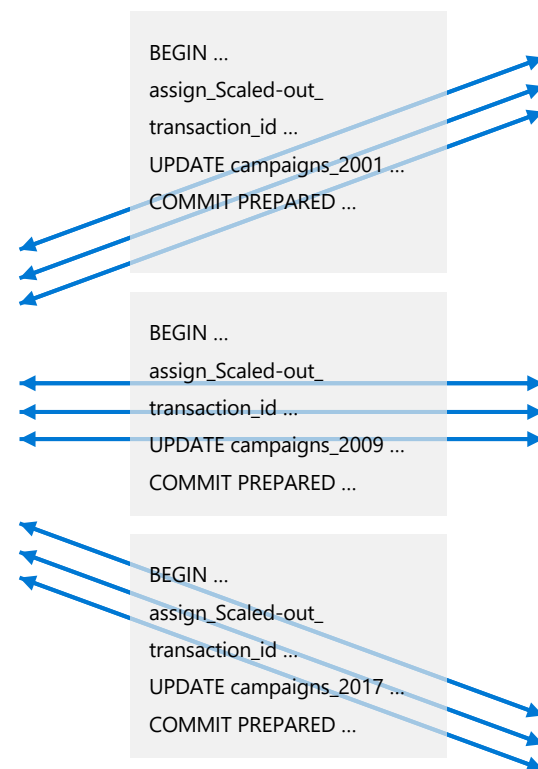 BEGIN ...
assign_Scaled-out_
transaction_id ...
UPDATE campaigns_2001 ...
COMMIT PREPARED ...
BEGIN ...
assign_Scaled-out_
transaction_id ...
UPDATE campaigns_2009 ...
COMMIT PREPARED ...
BEGIN ...
assign_Scaled-out_
transaction_id ...
UPDATE campaigns_2017 ...
COMMIT PREPARED ...